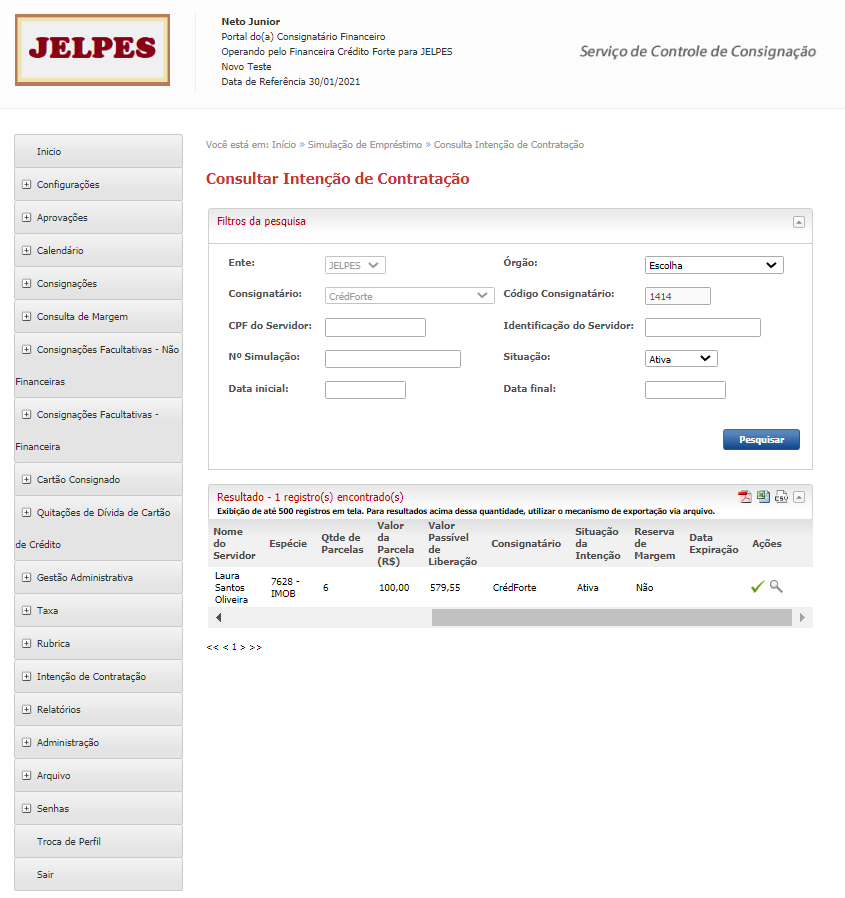 JELPES
Neto Junior
Portal do(a) Consignatário Financeiro
Operando pelo Financeira Crédito Forte para JELPES
Novo Teste
Data de Referência 30/01/2021
Serviço de Controle de Consignação
Inicio
Configurações
Aprovações
Calendário
Consignações
Consulta de Margem
Consignações Facultativas - Não
Financeiras
Consignações Facultativas -
Financeira
Cartão Consignado
Quitações de Dívida de Cartão
de Crédito
Gestão Administrativa
Taxa
Rubrica
Intenção de Contratação
Relatórios
Administração
Arquivo
Senhas
Troca de Perfil
Sair
Você está em: Início » Simulação de Empréstimo » Consulta Intenção de Contratação
Consultar Intenção de Contratação
Filtros da pesquisa
Ente: JELPES Órgão: Escolha
Consignatário: CrédForte Código Consignatário: 1414
CPF do Servidor: Identificação do Servidor:
Nº Simulação: Situação: Ativa
Data inicial: Data final:
Pesquisar
Resultado - 1 registro(s) encontrado(s)
CSV
Exibição de até 500 registros em tela. Para resultados acima dessa quantidade, utilizar o mecanismo de exportação via arquivo.
Nome
do
Servidor
Espécie
Qtde de
Parcelas
Valor
da
Parcela
(R$)
Valor
Passível
de
Liberação
Consignatário
Situação
da
Intenção
Reserva
de
Margem
Data
Expiração
Ações
Laura
Santos
Oliveira
7628 -
IMOB
6
100,00
579,55
CrédForte
Ativa
Não
<< < 1 > >>